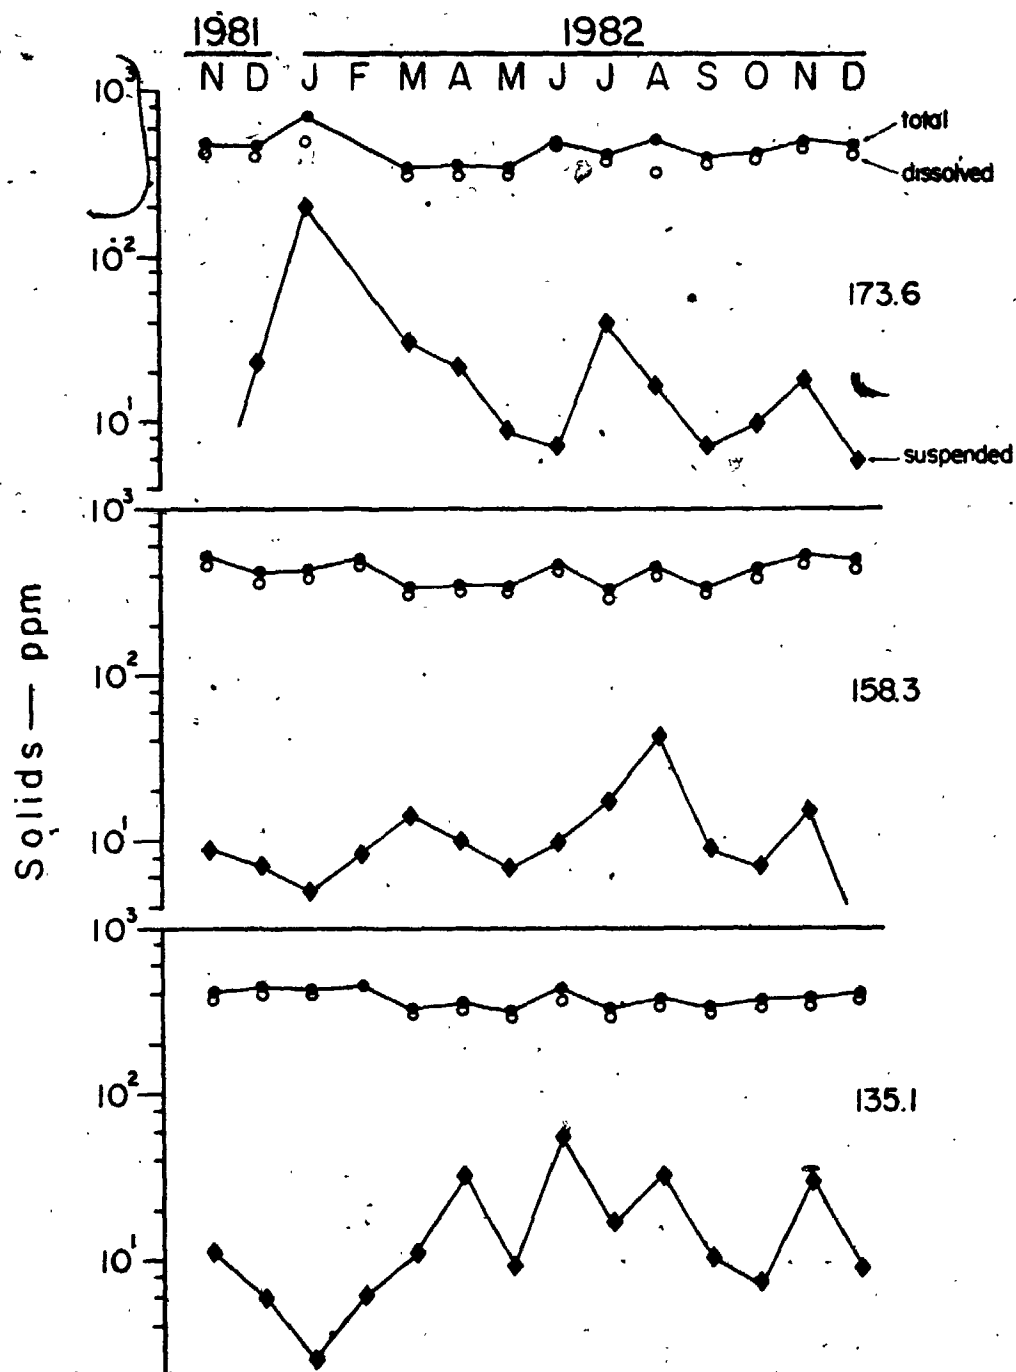 1981 1982
N D J F M A M J J A S O N D
10³
total
dissolved
10²
173.6
10¹
suspended
10³
10²
158.3
10¹
10³
10²
135.1
10¹
Solids — ppm